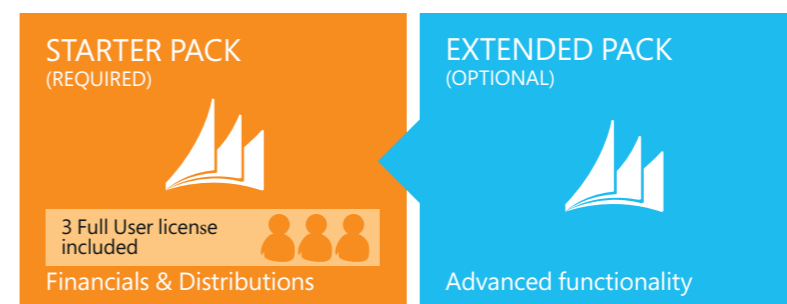 STARTER PACK
(REQUIRED)
3 Full User license
included
Financials & Distributions
EXTENDED PACK
(OPTIONAL)
Advanced functionality